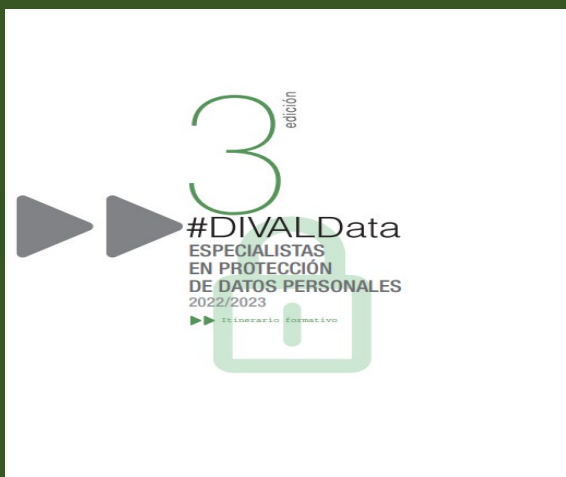 3
edición
#DIVALData
ESPECIALISTAS
EN PROTECCIÓN
DE DATOS PERSONALES
2022/2023
Itinerario formativo